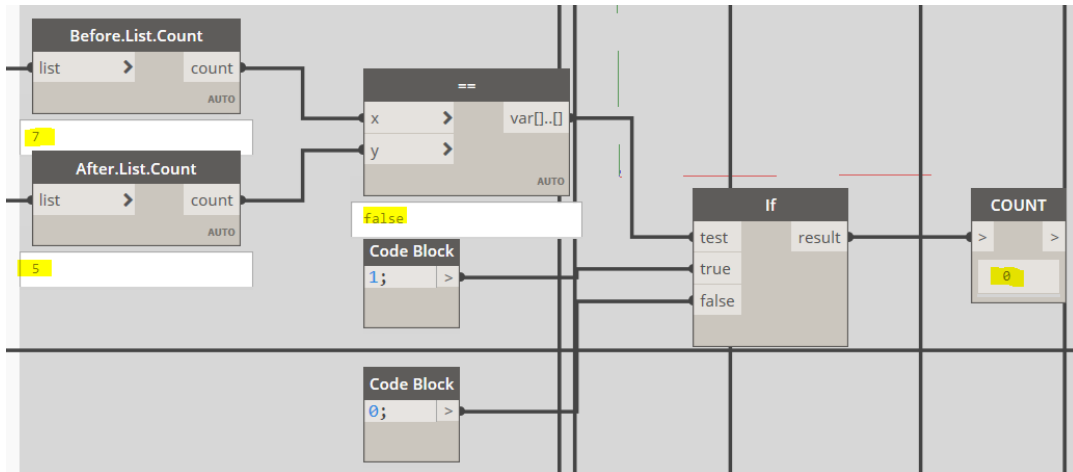 Before.List.Count
list > count
AUTO
7
After.List.Count
list > count
AUTO
5
==
x > var[]..[]
y >
AUTO
false
Code Block
1; >
Code Block
0; >
If
test result
true
false
COUNT
> >
0